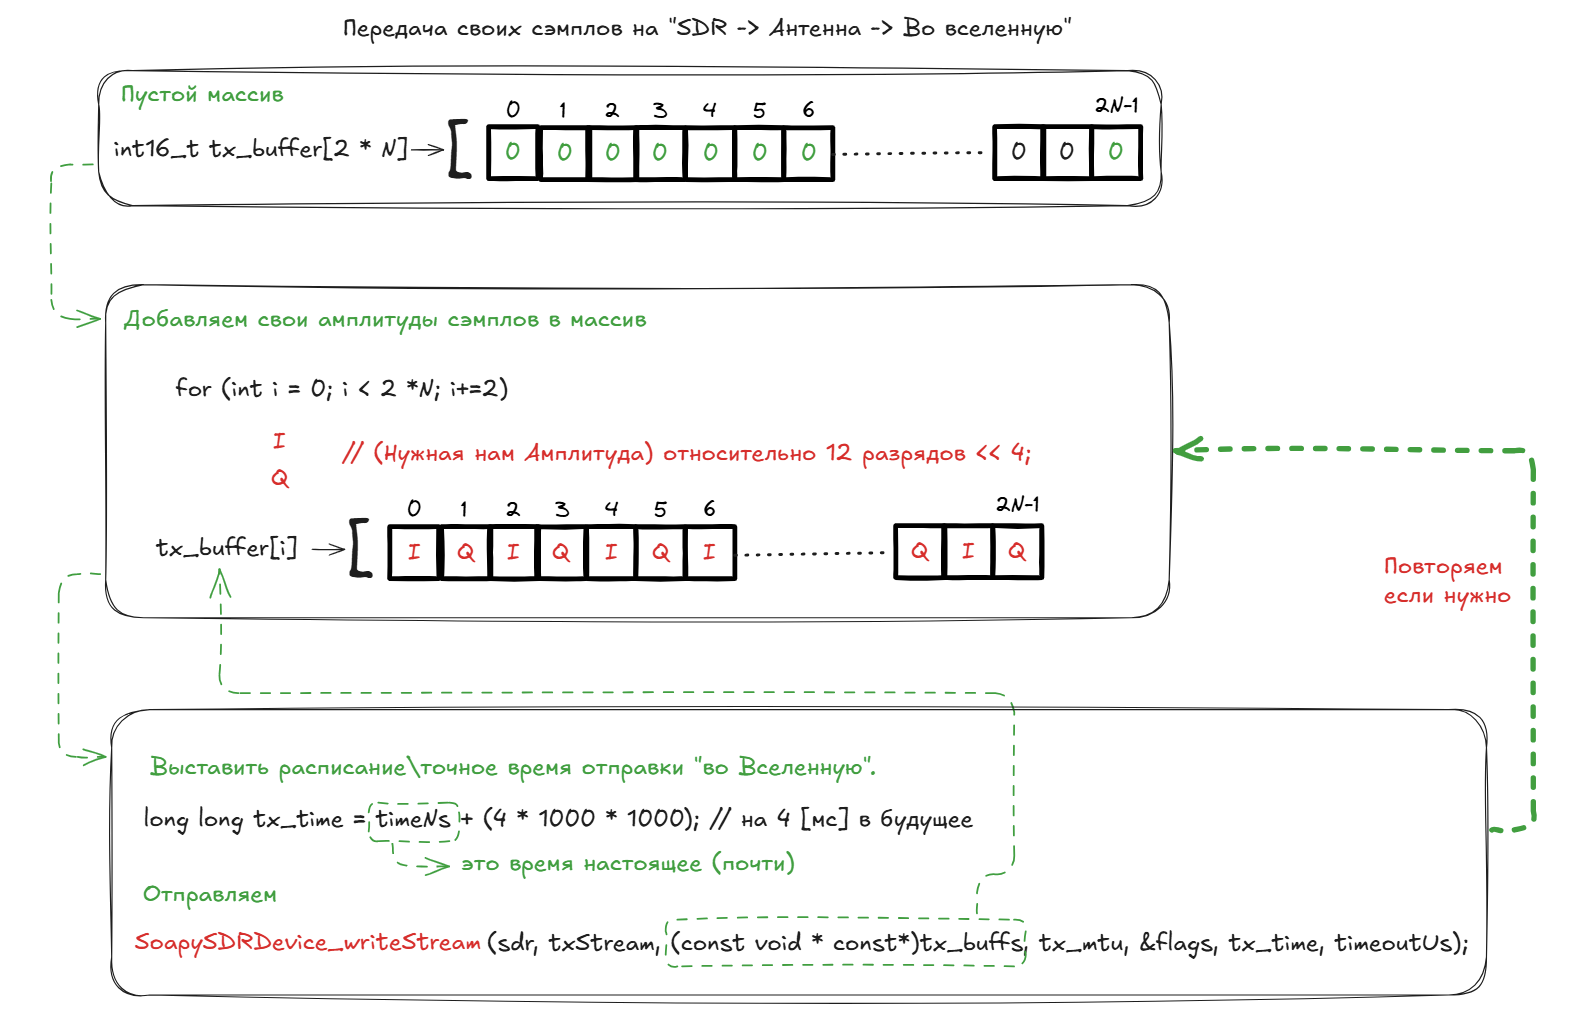 Передача своих сэмплов на "SDR -> Антенна -> Во вселенную"
Пустой массив
0 1 2 3 4 5 6 2N-1
int16_t tx_buffer[2 * N] 0 0 0 0 0 0 0 0 0 0
Добавляем свои амплитуды сэмплов в массив
for (int i = 0; i < 2 *N; i+=2)
I
// (Нужная нам Амплитуда) относительно 12 разрядов << 4;
Q
0 1 2 3 4 5 6 2N-1
tx_buffer[i] I Q I Q I Q I Q I Q
Повторяем
если нужно
Выставить расписание\точное время отправки "во Вселенную".
long long tx_time = timeNs + (4 * 1000 * 1000); // на 4 [мс] в будущее
это время настоящее (почти)
Отправляем
SoapySDRDevice_writeStream (sdr, txStream, (const void * const*)tx_buffs, tx_mtu, &flags, tx_time, timeoutUs);